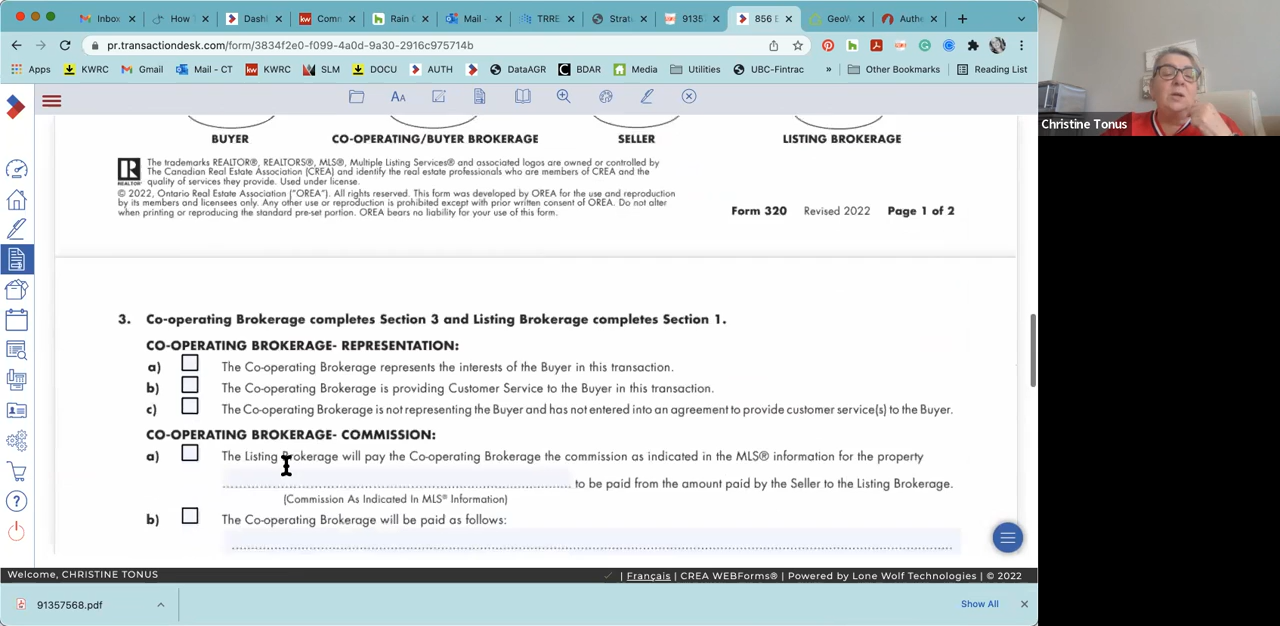 Inbox
How
Dash
Comr
Rain C
Mail -
TRRE
Strat
9135
856 E
GeoW
Authe
pr.transactiondesk.com/form/3834f2e0-f099-4a0d-9a30-2916c975714b
Apps KWRC Gmail Mail - CT KWRC SLM DOCU AUTH DataAGR BDAR Media Utilities UBC-Fintrac » Other Bookmarks Reading List
Christine Tonus
BUYER CO-OPERATING/BUYER BROKERAGE SELLER LISTING BROKERAGE
The trademarks REALTOR®, REALTORS®, MLS®, Multiple Listing Services® and associated logos are owned or controlled by
The Canadian Real Estate Association (CREA) and identify the real estate professionals who are members of CREA and the
quality of services they provide. Used under license.
© 2022, Ontario Real Estate Association ("OREA"). All rights reserved. This form was developed by OREA for the use and reproduction
by its members and licensees only. Any other use or reproduction is prohibited except with prior written consent of OREA. Do not alter
when printing or reproducing the standard pre-set portion. OREA bears no liability for your use of this form.
Form 320 Revised 2022 Page 1 of 2
3. Co-operating Brokerage completes Section 3 and Listing Brokerage completes Section 1.
CO-OPERATING BROKERAGE- REPRESENTATION:
a) The Co-operating Brokerage represents the interests of the Buyer in this transaction.
b) The Co-operating Brokerage is providing Customer Service to the Buyer in this transaction.
c) The Co-operating Brokerage is not representing the Buyer and has not entered into an agreement to provide customer service(s) to the Buyer.
CO-OPERATING BROKERAGE- COMMISSION:
a) The Listing Brokerage will pay the Co-operating Brokerage the commission as indicated in the MLS® information for the property
to be paid from the amount paid by the Seller to the Listing Brokerage.
(Commission As Indicated In MLS® Information)
b) The Co-operating Brokerage will be paid as follows:
Welcome, CHRISTINE TONUS | Français | CREA WEBForms® | Powered by Lone Wolf Technologies | © 2022
91357568.pdf
Show All